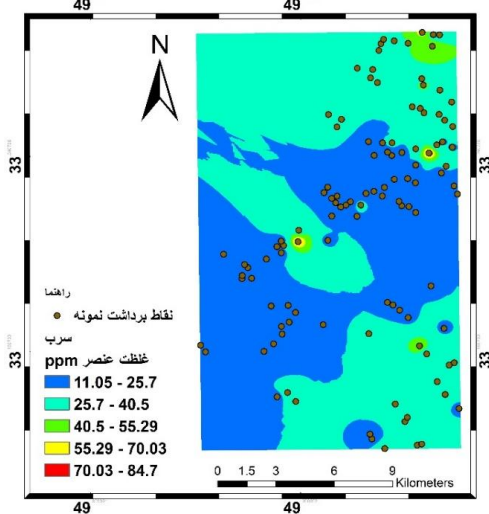 49 49
N
33 33
راهنما
نقاط برداشت نمونه
سرب
غلظت عنصر ppm
11.05 - 25.7
25.7 - 40.5
40.5 - 55.29
55.29 - 70.03
70.03 - 84.7
33 33
0 1.5 3 6 9
Kilometers
49 49